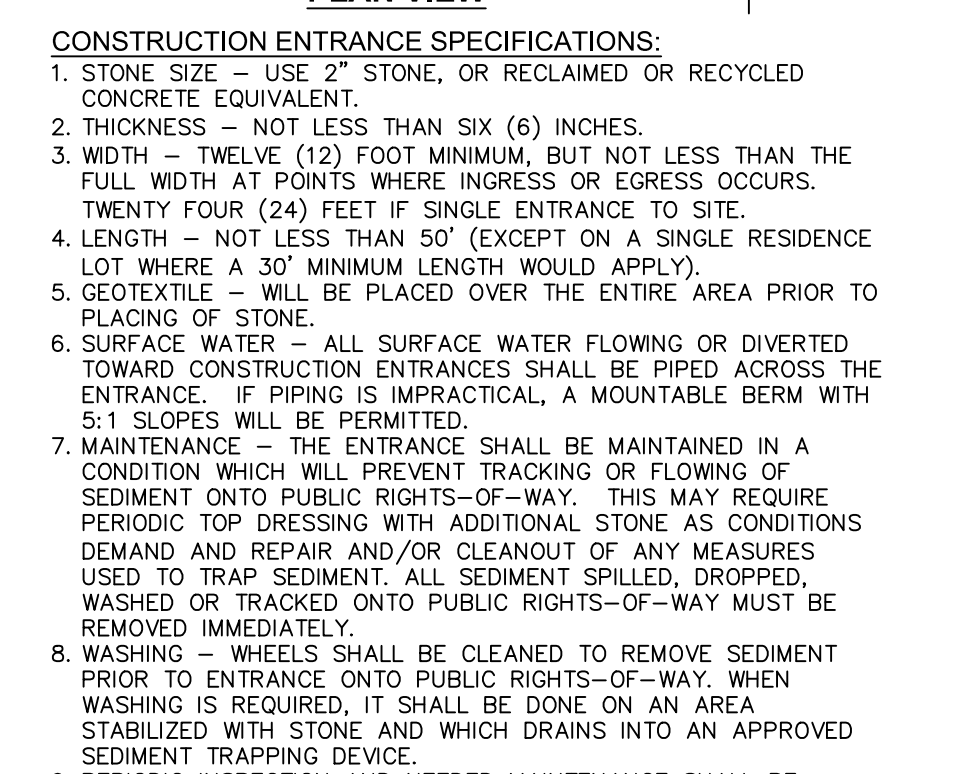 PLAN VIEW
CONSTRUCTION ENTRANCE SPECIFICATIONS:
1. STONE SIZE – USE 2" STONE, OR RECLAIMED OR RECYCLED
CONCRETE EQUIVALENT.
2. THICKNESS – NOT LESS THAN SIX (6) INCHES.
3. WIDTH – TWELVE (12) FOOT MINIMUM, BUT NOT LESS THAN THE
FULL WIDTH AT POINTS WHERE INGRESS OR EGRESS OCCURS.
TWENTY FOUR (24) FEET IF SINGLE ENTRANCE TO SITE.
4. LENGTH – NOT LESS THAN 50' (EXCEPT ON A SINGLE RESIDENCE
LOT WHERE A 30' MINIMUM LENGTH WOULD APPLY).
5. GEOTEXTILE – WILL BE PLACED OVER THE ENTIRE AREA PRIOR TO
PLACING OF STONE.
6. SURFACE WATER – ALL SURFACE WATER FLOWING OR DIVERTED
TOWARD CONSTRUCTION ENTRANCES SHALL BE PIPED ACROSS THE
ENTRANCE. IF PIPING IS IMPRACTICAL, A MOUNTABLE BERM WITH
5:1 SLOPES WILL BE PERMITTED.
7. MAINTENANCE – THE ENTRANCE SHALL BE MAINTAINED IN A
CONDITION WHICH WILL PREVENT TRACKING OR FLOWING OF
SEDIMENT ONTO PUBLIC RIGHTS–OF–WAY. THIS MAY REQUIRE
PERIODIC TOP DRESSING WITH ADDITIONAL STONE AS CONDITIONS
DEMAND AND REPAIR AND/OR CLEANOUT OF ANY MEASURES
USED TO TRAP SEDIMENT. ALL SEDIMENT SPILLED, DROPPED,
WASHED OR TRACKED ONTO PUBLIC RIGHTS–OF–WAY MUST BE
REMOVED IMMEDIATELY.
8. WASHING – WHEELS SHALL BE CLEANED TO REMOVE SEDIMENT
PRIOR TO ENTRANCE ONTO PUBLIC RIGHTS–OF–WAY. WHEN
WASHING IS REQUIRED, IT SHALL BE DONE ON AN AREA
STABILIZED WITH STONE AND WHICH DRAINS INTO AN APPROVED
SEDIMENT TRAPPING DEVICE.